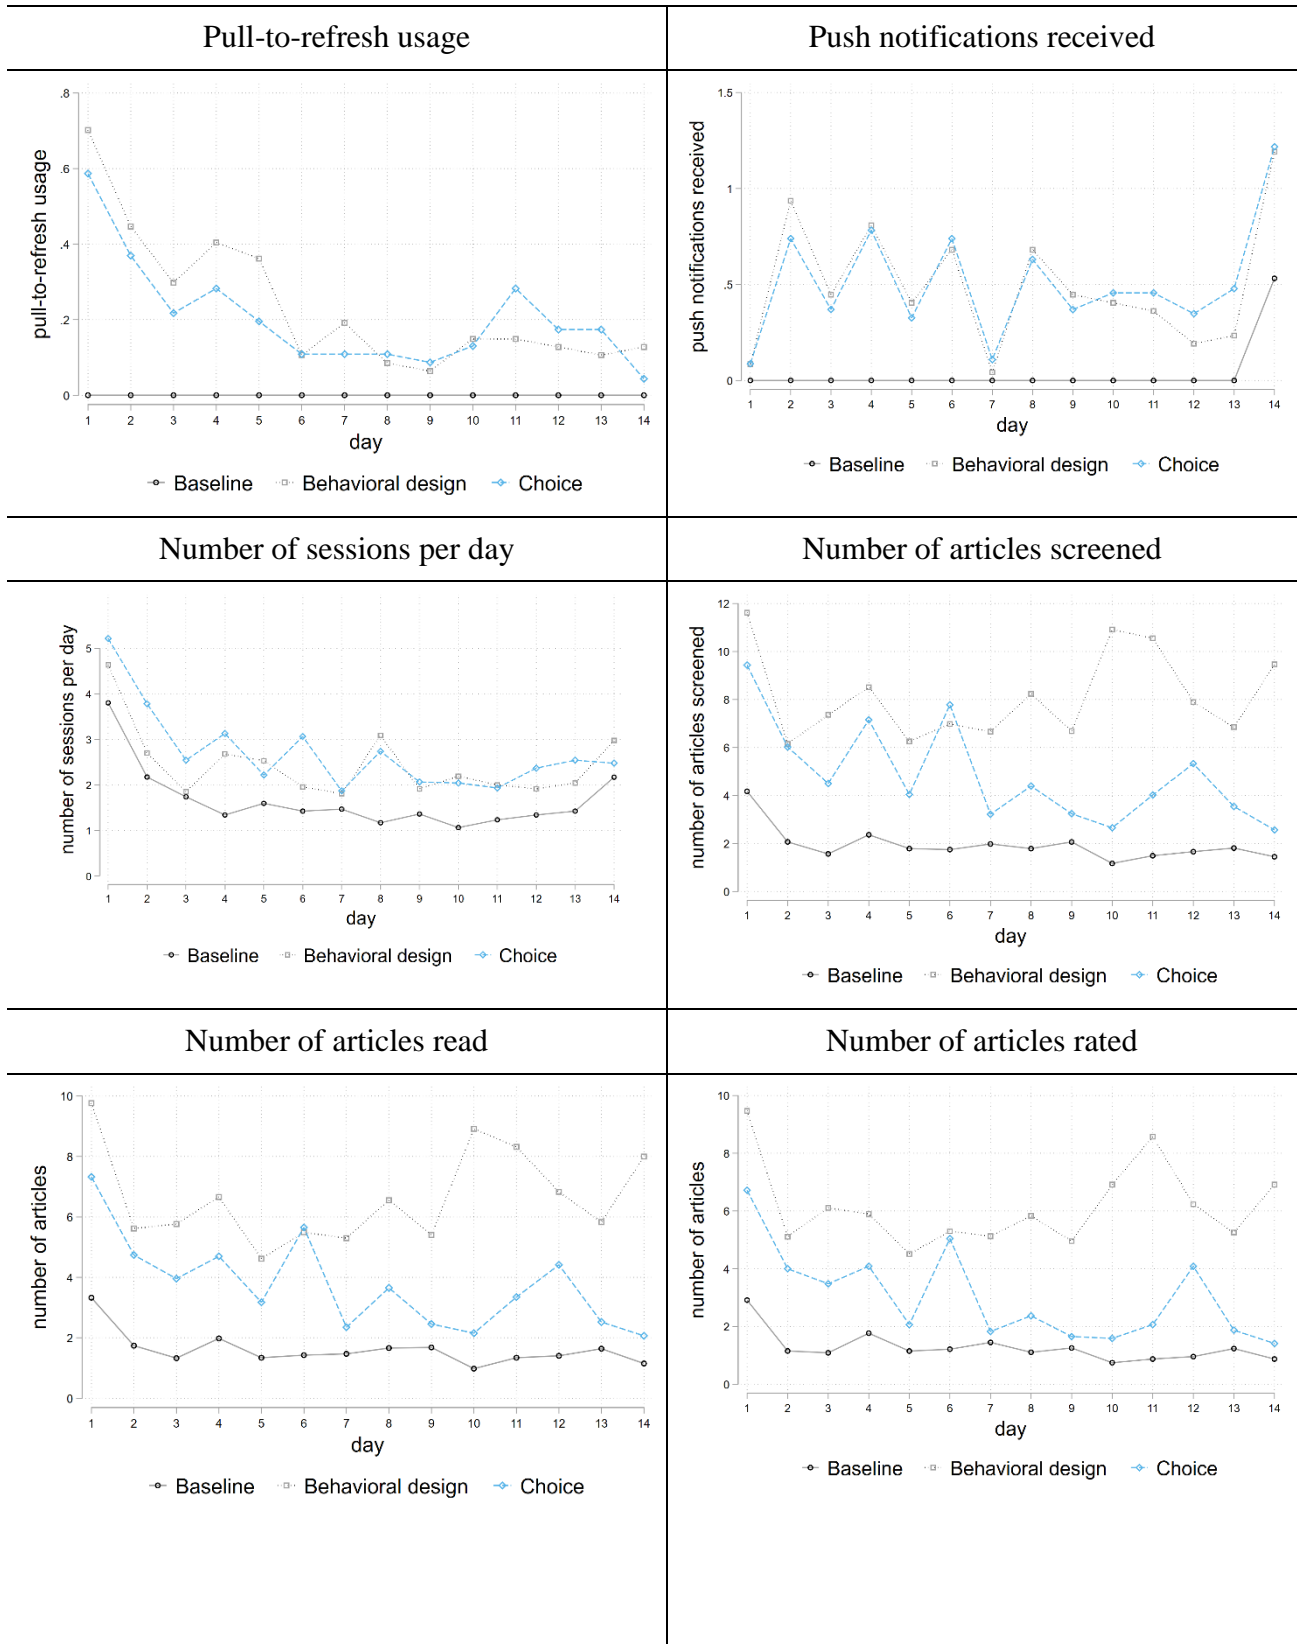 Pull-to-refresh usage
Push notifications received
pull-to-refresh usage
.8
.6
.4
.2
0
1 2 3 4 5 6 7 8 9 10 11 12 13 14
day
Baseline Behavioral design Choice
push notifications received
1.5
1
.5
0
1 2 3 4 5 6 7 8 9 10 11 12 13 14
day
Baseline Behavioral design Choice
Number of sessions per day
Number of articles screened
number of sessions per day
5
4
3
2
1
0
1 2 3 4 5 6 7 8 9 10 11 12 13 14
day
Baseline Behavioral design Choice
number of articles screened
12
10
8
6
4
2
0
1 2 3 4 5 6 7 8 9 10 11 12 13 14
day
Baseline Behavioral design Choice
Number of articles read
Number of articles rated
number of articles
10
8
6
4
2
0
1 2 3 4 5 6 7 8 9 10 11 12 13 14
day
Baseline Behavioral design Choice
number of articles
10
8
6
4
2
0
1 2 3 4 5 6 7 8 9 10 11 12 13 14
day
Baseline Behavioral design Choice